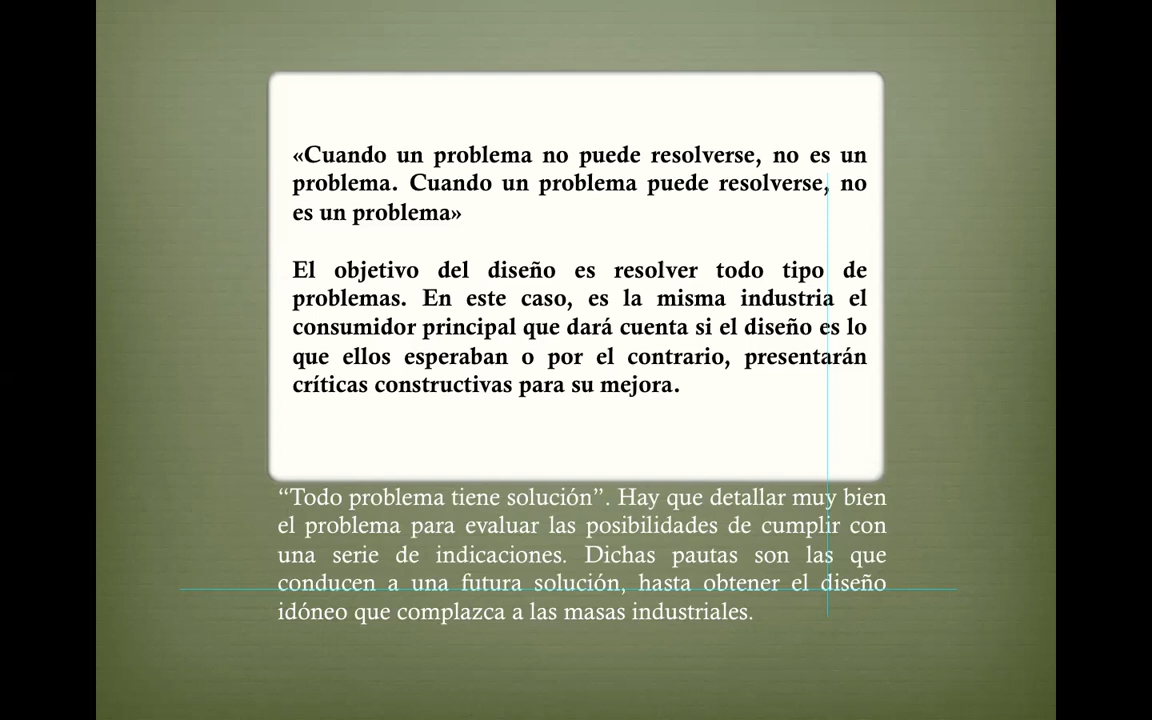 «Cuando un problema no puede resolverse, no es un
problema. Cuando un problema puede resolverse, no
es un problema»
El objetivo del diseño es resolver todo tipo de
problemas. En este caso, es la misma industria el
consumidor principal que dará cuenta si el diseño es lo
que ellos esperaban o por el contrario, presentarán
críticas constructivas para su mejora.
“Todo problema tiene solución”. Hay que detallar muy bien
el problema para evaluar las posibilidades de cumplir con
una serie de indicaciones. Dichas pautas son las que
conducen a una futura solución, hasta obtener el diseño
idóneo que complazca a las masas industriales.